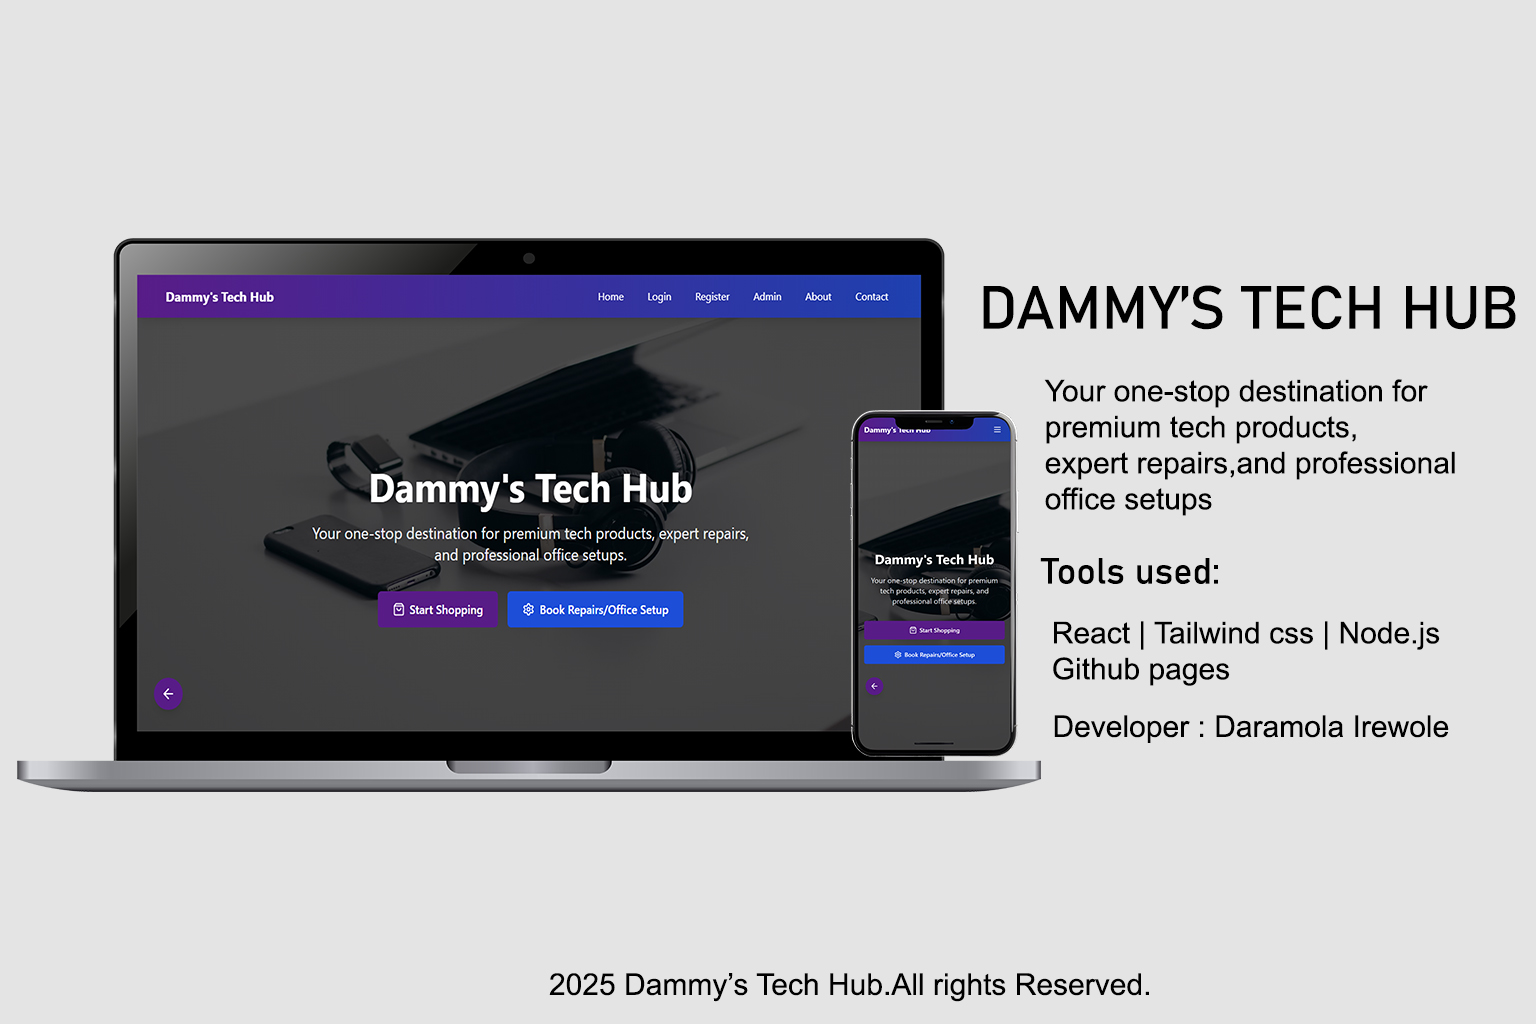 Dammy's Tech Hub
Home Login Register Admin About Contact
Dammy's Tech Hub
Your one-stop destination for premium tech products, expert repairs,
and professional office setups.
Start Shopping Book Repairs/Office Setup
Dammy's Tech Hub
Dammy's Tech Hub
Your one-stop destination for premium
tech products, expert repairs, and
professional office setups.
Start Shopping
Book Repairs/Office Setup
DAMMY’S TECH HUB
Your one-stop destination for
premium tech products,
expert repairs,and professional
office setups
Tools used:
React | Tailwind css | Node.js
Github pages
Developer : Daramola Irewole
2025 Dammy’s Tech Hub.All rights Reserved.